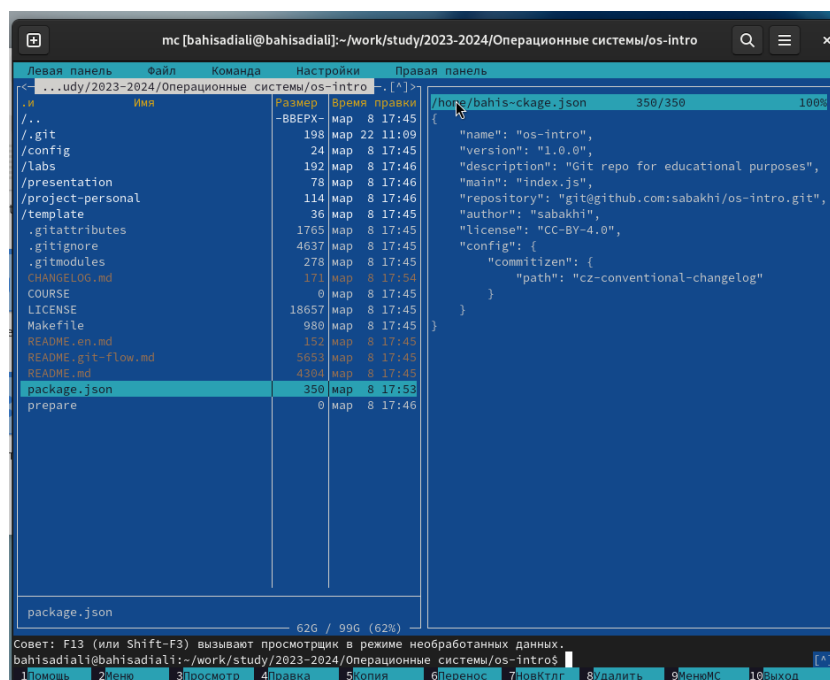 mc [bahisadiali@bahisadiali]:~/work/study/2023-2024/Операционные системы/os-intro
Левая панель Файл Команда Настройки Правая панель
<─ ...udy/2023-2024/Операционные системы/os-intro ─.[^]>
.и Имя Размер Время правки
/.. -ВВЕРХ- мар 8 17:45
/.git 198 мар 22 11:09
/config 24 мар 8 17:45
/labs 192 мар 8 17:46
/presentation 78 мар 8 17:46
/project-personal 114 мар 8 17:46
/template 36 мар 8 17:45
.gitattributes 1765 мар 8 17:45
.gitignore 4637 мар 8 17:45
.gitmodules 278 мар 8 17:45
CHANGELOG.md 171 мар 8 17:54
COURSE 0 мар 8 17:45
LICENSE 18657 мар 8 17:45
Makefile 980 мар 8 17:45
README.en.md 152 мар 8 17:45
README.git-flow.md 5653 мар 8 17:45
README.md 4304 мар 8 17:45
package.json 350 мар 8 17:53
prepare 0 мар 8 17:46
package.json
62G / 99G (62%)
/home/bahis~ckage.json 350/350 100%
{
"name": "os-intro",
"version": "1.0.0",
"description": "Git repo for educational purposes",
"main": "index.js",
"repository": "git@github.com:sabakhi/os-intro.git",
"author": "sabakhi",
"license": "CC-BY-4.0",
"config": {
"commitizen": {
"path": "cz-conventional-changelog"
}
}
}
Совет: F13 (или Shift-F3) вызывают просмотрщик в режиме необработанных данных.
bahisadiali@bahisadiali:~/work/study/2023-2024/Операционные системы/os-intro$ [^]
1Помощь 2Меню 3Просмотр 4Правка 5Копия 6Перенос 7НовКтлг 8Удалить 9МенюМС 10Выход